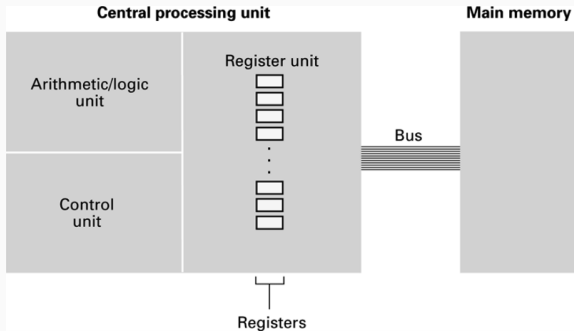 Central processing unit
Main memory
Arithmetic/logic
unit
Register unit
Bus
Control
unit
Registers